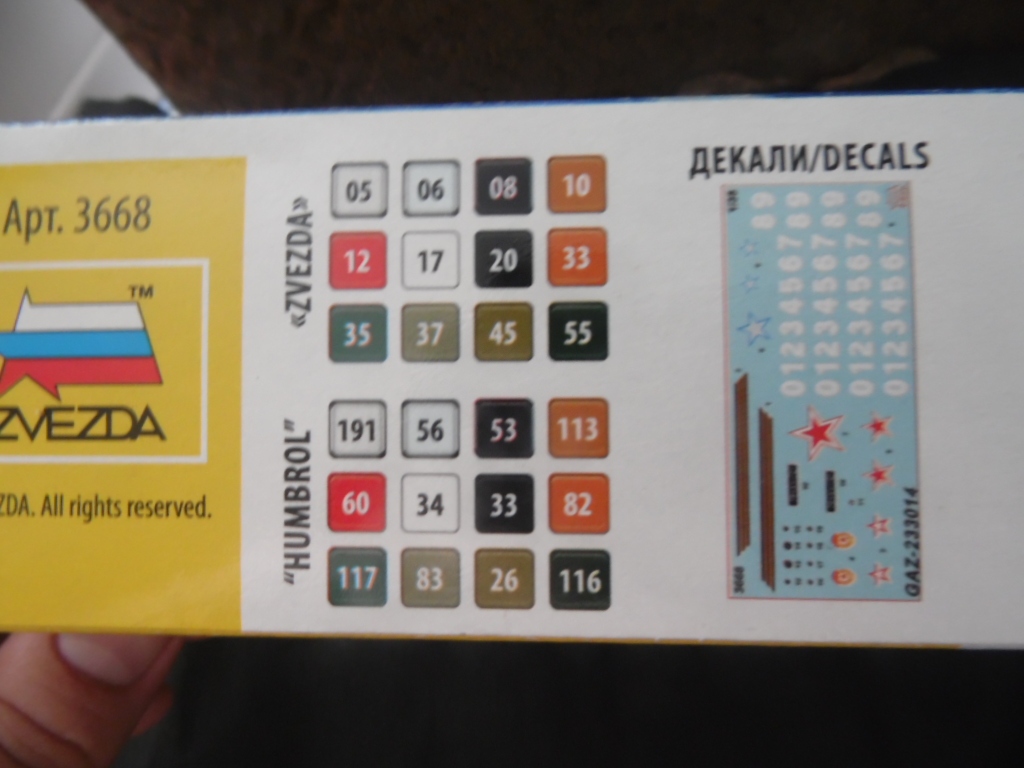 Арт. 3668
TM
ZVEZDA
ZDA. All rights reserved.
«ZVEZDA»
05 06 08 10
12 17 20 33
35 37 45 55
“HUMBROL”
191 56 53 113
60 34 33 82
117 83 26 116
ДЕКАЛИ/DECALS
0123456789
0123456789
0123456789
0123456789
3668
GAZ-233014